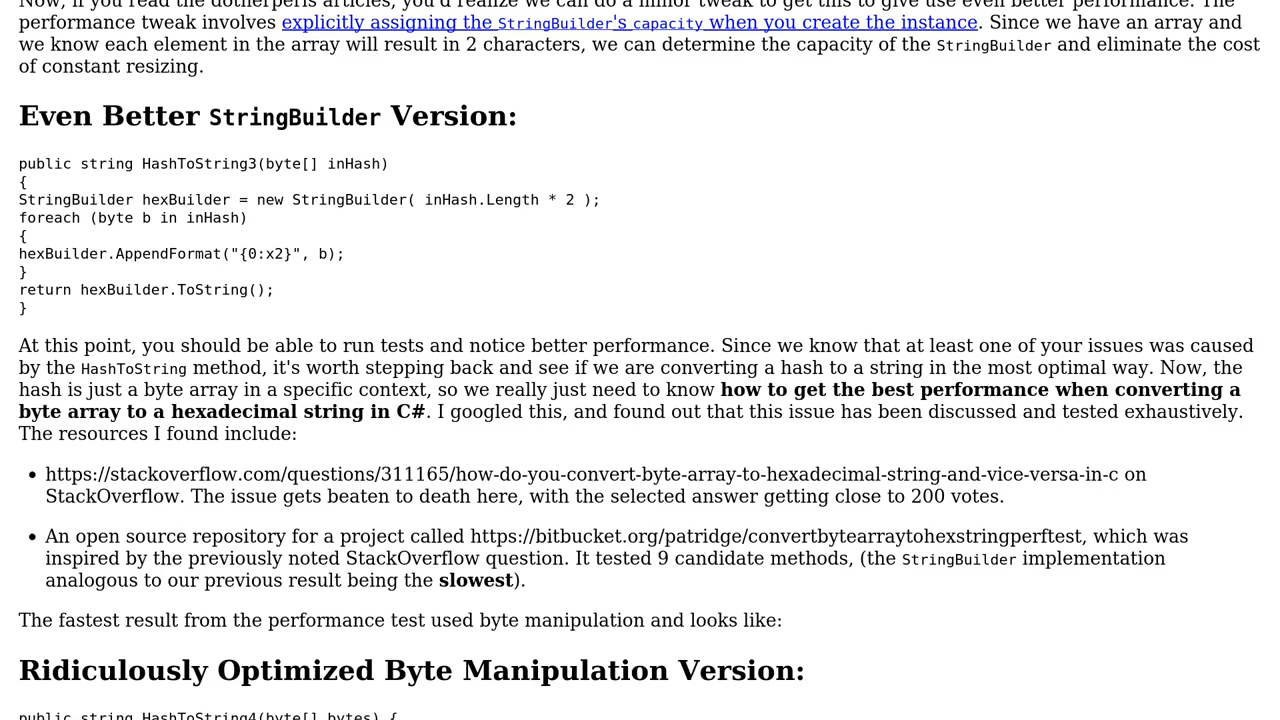 Now, if you read the dotnetperls articles, you'd realize we can do a minor tweak to get this to give use even better performance. The
performance tweak involves explicitly assigning the StringBuilder's capacity when you create the instance. Since we have an array and
we know each element in the array will result in 2 characters, we can determine the capacity of the StringBuilder and eliminate the cost
of constant resizing.
Even Better StringBuilder Version:
public string HashToString3(byte[] inHash)
{
StringBuilder hexBuilder = new StringBuilder( inHash.Length * 2 );
foreach (byte b in inHash)
{
hexBuilder.AppendFormat("{0:x2}", b);
}
return hexBuilder.ToString();
}
At this point, you should be able to run tests and notice better performance. Since we know that at least one of your issues was caused
by the HashToString method, it's worth stepping back and see if we are converting a hash to a string in the most optimal way. Now, the
hash is just a byte array in a specific context, so we really just need to know how to get the best performance when converting a
byte array to a hexadecimal string in C#. I googled this, and found out that this issue has been discussed and tested exhaustively.
The resources I found include:
• https://stackoverflow.com/questions/311165/how-do-you-convert-byte-array-to-hexadecimal-string-and-vice-versa-in-c on
StackOverflow. The issue gets beaten to death here, with the selected answer getting close to 200 votes.
• An open source repository for a project called https://bitbucket.org/patridge/convertbytearraytohexstringperftest, which was
inspired by the previously noted StackOverflow question. It tested 9 candidate methods, (the StringBuilder implementation
analogous to our previous result being the slowest).
The fastest result from the performance test used byte manipulation and looks like:
Ridiculously Optimized Byte Manipulation Version:
public string HashToString4(byte[] bytes) {